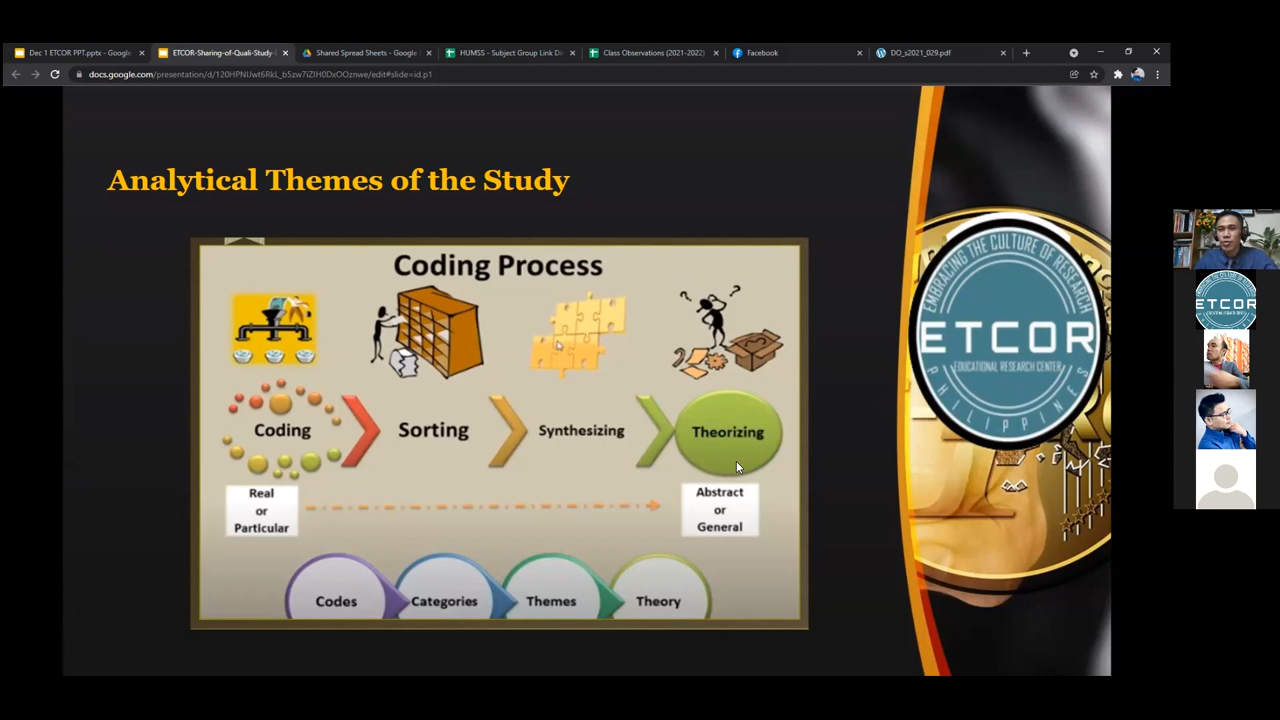 Dec 1 ETCOR PPT.pptx - Google
ETCOR-Sharing-of-Quali-Study
Shared Spread Sheets - Google
HUMSS - Subject Group Link Di
Class Observations (2021-2022)
Facebook
DO_s2021_029.pdf
Analytical Themes of the Study
Coding Process
Coding
Sorting
Synthesizing
Theorizing
Real
or
Particular
Abstract
or
General
Codes
Categories
Themes
Theory
EMBRACING THE CULTURE OF RESEARCH
ETCOR
EDUCATIONAL RESEARCH CENTER
PHILIPPINES
ETCOR